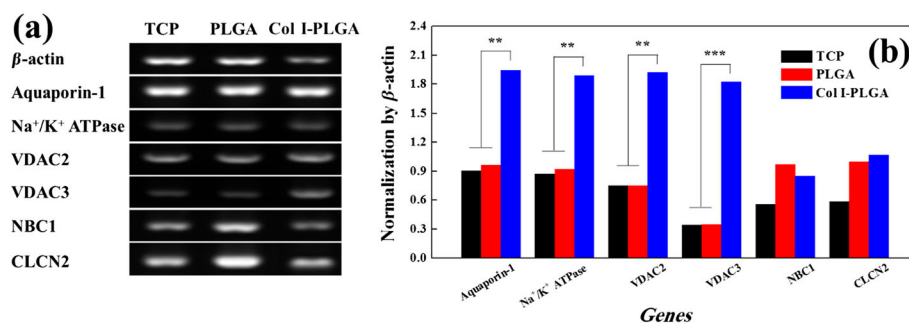 (a)
TCP PLGA Col I-PLGA
β-actin
Aquaporin-1
Na⁺/K⁺ ATPase
VDAC2
VDAC3
NBC1
CLCN2
(b)
Normalization by β-actin
2.4
2.1
1.8
1.5
1.2
0.9
0.6
0.3
0.0
** ** ** ***
TCP
PLGA
Col I-PLGA
Aquaporin-1
Na⁺/K⁺ ATPase
VDAC2
VDAC3
NBC1
CLCN2
Genes